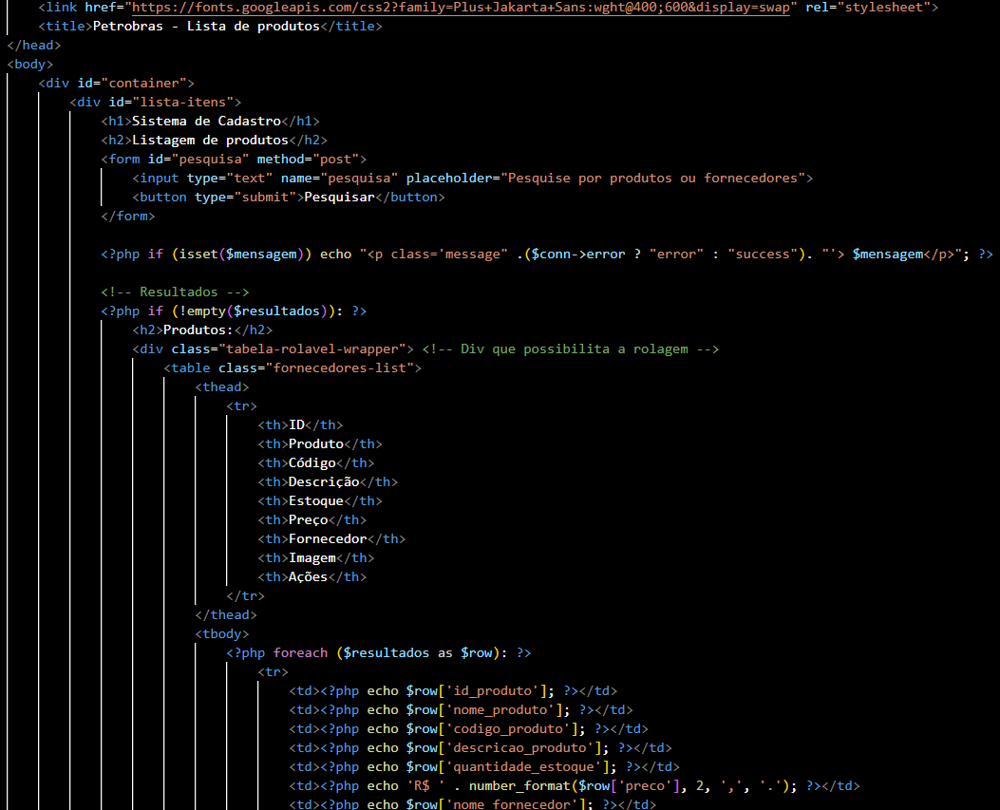 <link href="https://fonts.googleapis.com/css2?family=Plus+Jakarta+Sans:wght@400;600&display=swap" rel="stylesheet">
<title>Petrobras - Lista de produtos</title>
</head>
<body>
<div id="container">
<div id="lista-itens">
<h1>Sistema de Cadastro</h1>
<h2>Listagem de produtos</h2>
<form id="pesquisa" method="post">
<input type="text" name="pesquisa" placeholder="Pesquise por produtos ou fornecedores">
<button type="submit">Pesquisar</button>
</form>
<?php if (isset($mensagem)) echo "<p class='message" .($conn->error ? "error" : "success"). "'> $mensagem</p>"; ?>
<!-- Resultados -->
<?php if (!empty($resultados)): ?>
<h2>Produtos:</h2>
<div class="tabela-rolavel-wrapper"> <!-- Div que possibilita a rolagem -->
<table class="fornecedores-list">
<thead>
<tr>
<th>ID</th>
<th>Produto</th>
<th>Código</th>
<th>Descrição</th>
<th>Estoque</th>
<th>Preço</th>
<th>Fornecedor</th>
<th>Imagem</th>
<th>Ações</th>
</tr>
</thead>
<tbody>
<?php foreach ($resultados as $row): ?>
<tr>
<td><?php echo $row['id_produto']; ?></td>
<td><?php echo $row['nome_produto']; ?></td>
<td><?php echo $row['codigo_produto']; ?></td>
<td><?php echo $row['descricao_produto']; ?></td>
<td><?php echo $row['quantidade_estoque']; ?></td>
<td><?php echo 'R$ ' . number_format($row['preco'], 2, ',', '.'); ?></td>
<td><?php echo $row['nome_fornecedor']; ?></td>